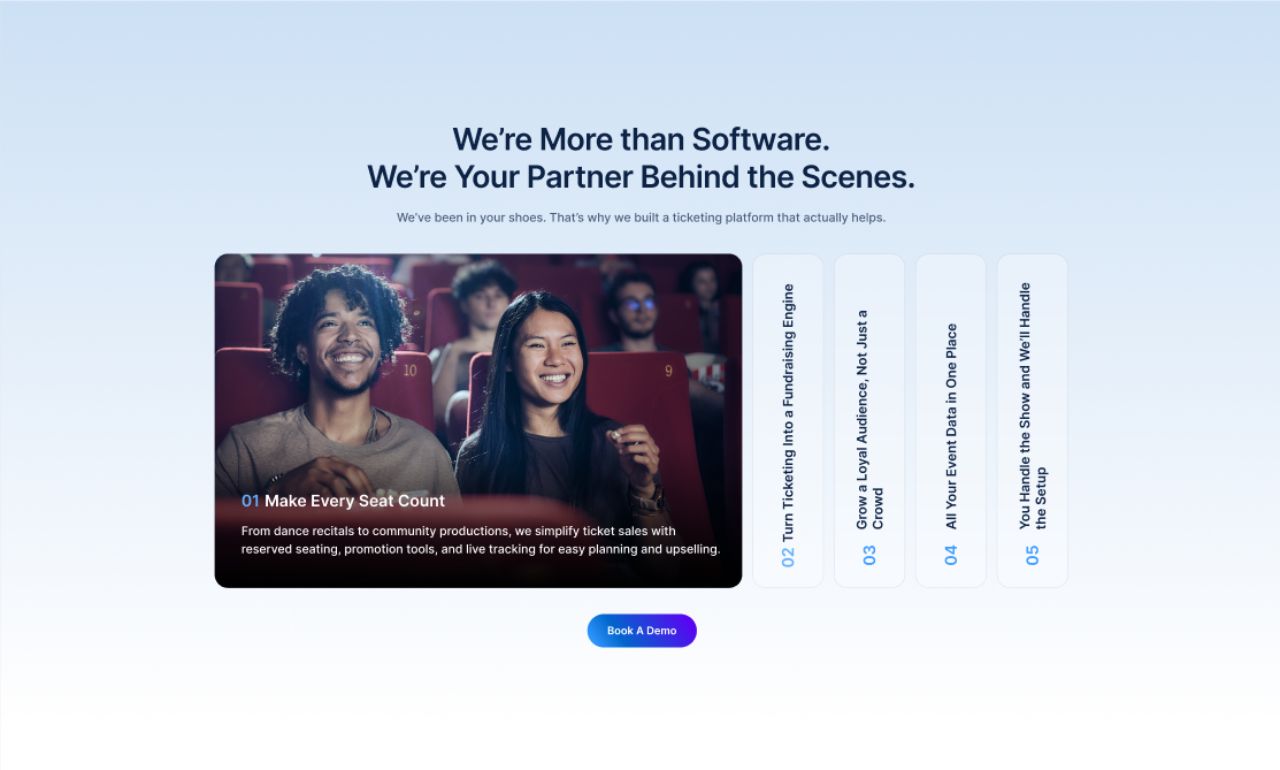 We’re More than Software.
We’re Your Partner Behind the Scenes.
We’ve been in your shoes. That’s why we built a ticketing platform that actually helps.
10
9
01 Make Every Seat Count
From dance recitals to community productions, we simplify ticket sales with
reserved seating, promotion tools, and live tracking for easy planning and upselling.
02 Turn Ticketing Into a Fundraising Engine
03 Grow a Loyal Audience, Not Just a
Crowd
04 All Your Event Data in One Place
05 You Handle the Show and We’ll Handle
the Setup
Book A Demo